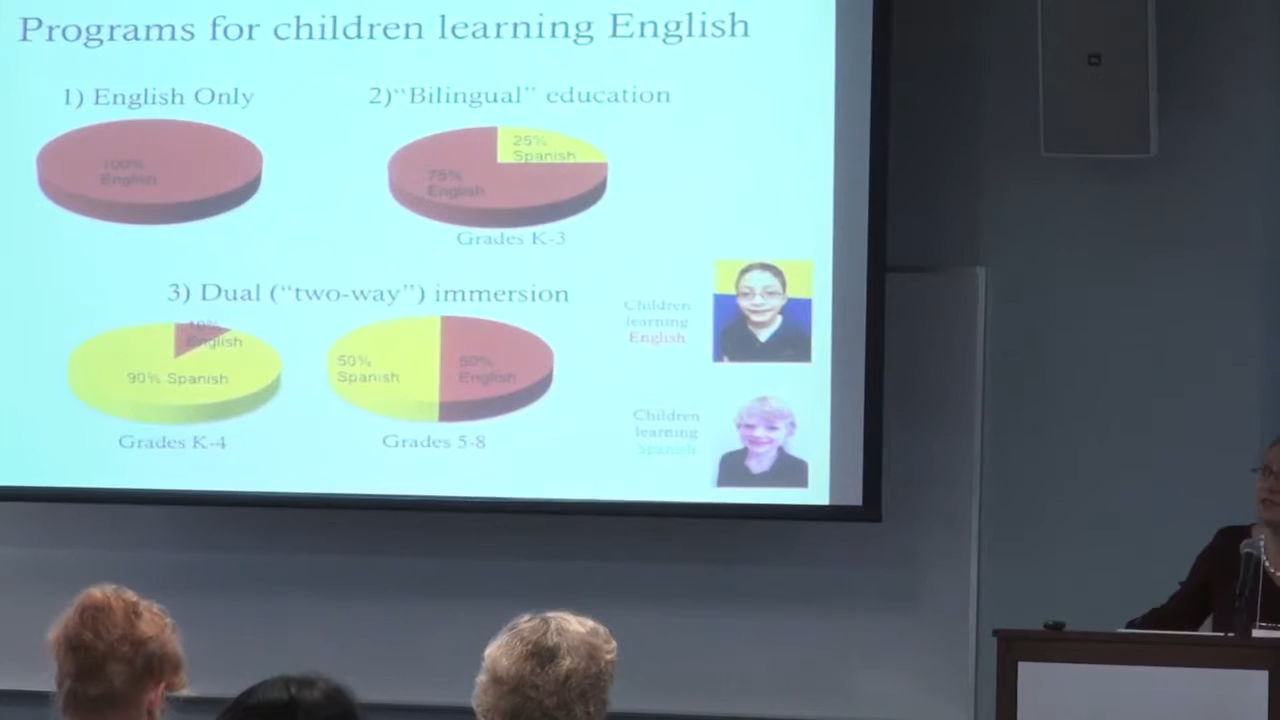 Programs for children learning English
1) English Only
2)“Bilingual” education
100%
English
25%
Spanish
75%
English
Grades K-3
3) Dual (“two-way”) immersion
10%
English
90% Spanish
50%
Spanish
50%
English
Grades K-4
Grades 5-8
Children
learning
English
Children
learning
Spanish